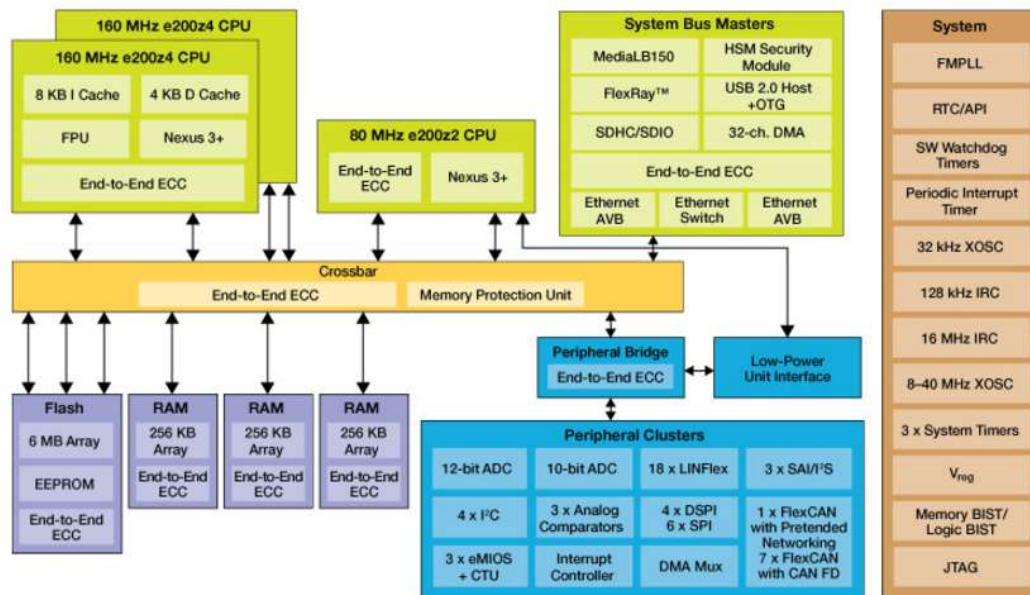 160 MHz e200z4 CPU
160 MHz e200z4 CPU
8 KB I Cache
4 KB D Cache
FPU
Nexus 3+
End-to-End ECC
80 MHz e200z2 CPU
End-to-End
ECC
Nexus 3+
System Bus Masters
MediaLB150
HSM Security
Module
FlexRay™
USB 2.0 Host
+OTG
SDHC/SDIO
32-ch. DMA
End-to-End ECC
Ethernet
AVB
Ethernet
Switch
Ethernet
AVB
Crossbar
End-to-End ECC
Memory Protection Unit
Peripheral Bridge
End-to-End ECC
Low-Power
Unit Interface
Flash
6 MB Array
EEPROM
End-to-End
ECC
RAM
256 KB
Array
End-to-End
ECC
RAM
256 KB
Array
End-to-End
ECC
RAM
256 KB
Array
End-to-End
ECC
Peripheral Clusters
12-bit ADC
10-bit ADC
18 x LINFlex
3 x SAI/I²S
4 x I²C
3 x Analog
Comparators
4 x DSPI
6 x SPI
1 x FlexCAN
with Pretended
Networking
7 x FlexCAN
with CAN FD
3 x eMIOS
+ CTU
Interrupt
Controller
DMA Mux
System
FMPLL
RTC/API
SW Watchdog
Timers
Periodic Interrupt
Timer
32 kHz XOSC
128 kHz IRC
16 MHz IRC
8–40 MHz XOSC
3 x System Timers
Vreg
Memory BIST/
Logic BIST
JTAG